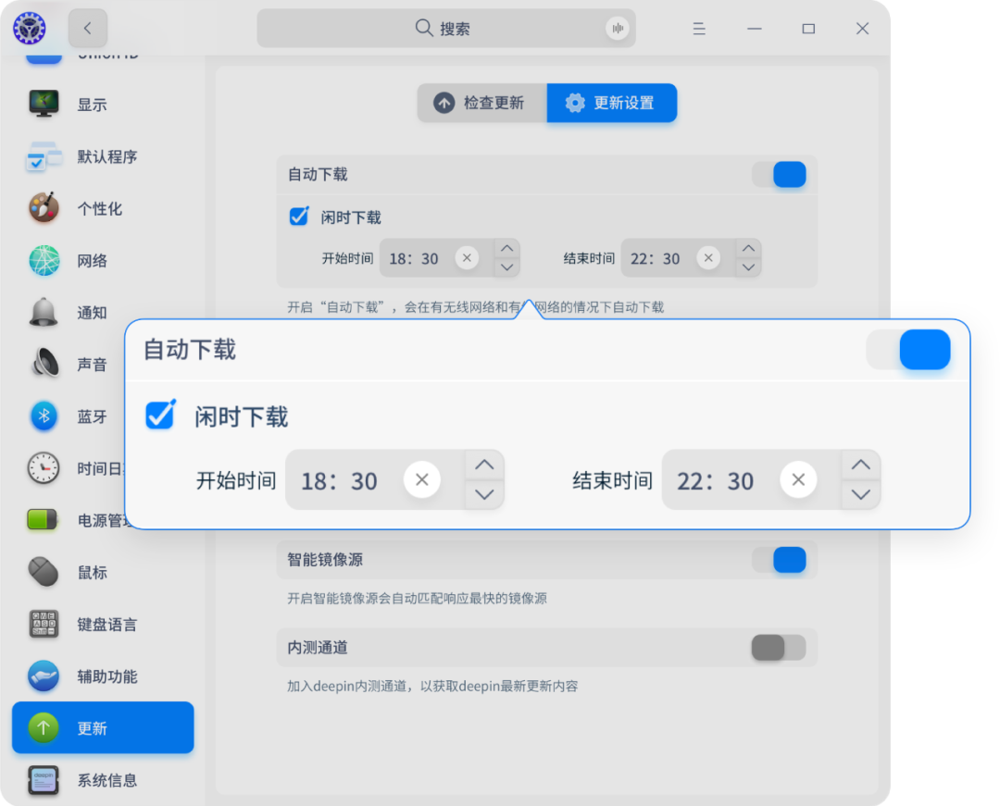 搜索
Union ID
显示
默认程序
个性化
网络
通知
声音
蓝牙
时间日
电源管理
鼠标
键盘语言
辅助功能
更新
系统信息
检查更新
更新设置
自动下载
闲时下载
开始时间 18：30 结束时间 22：30
开启“自动下载”，会在有无线网络和有 网络的情况下自动下载
自动下载
闲时下载
开始时间 18：30 结束时间 22：30
智能镜像源
开启智能镜像源会自动匹配响应最快的镜像源
内测通道
加入deepin内测通道，以获取deepin最新更新内容